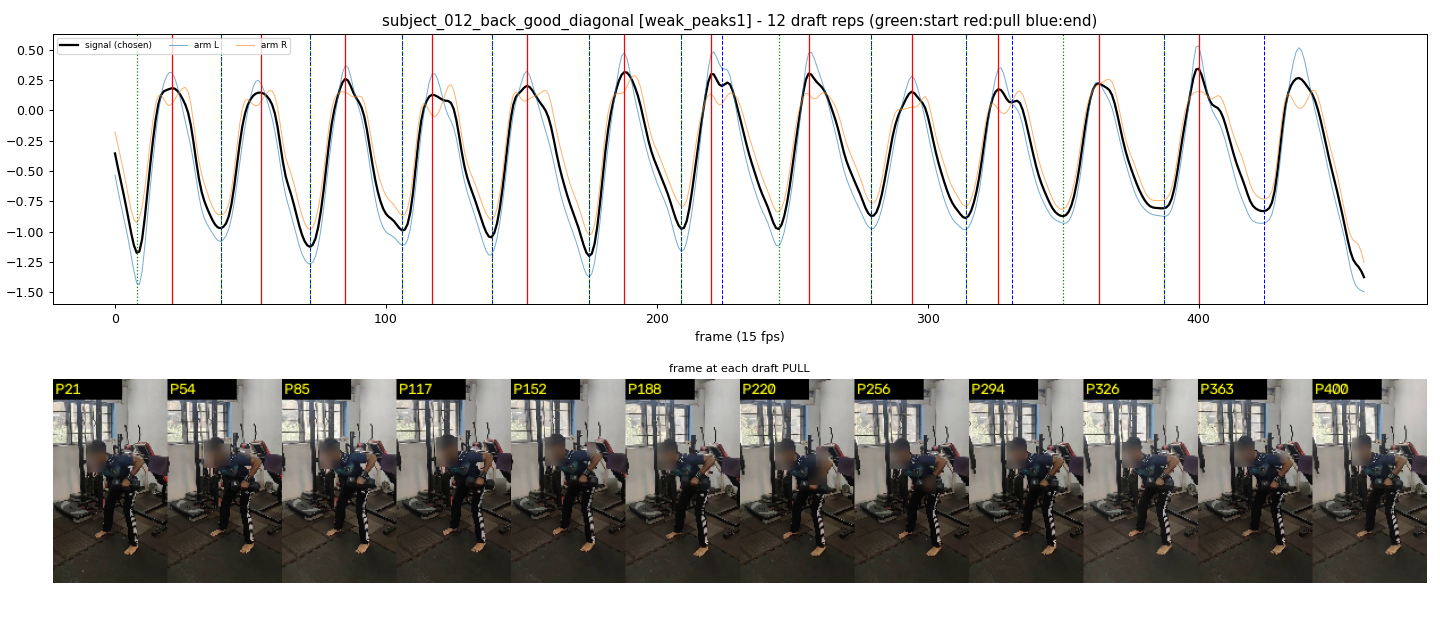 subject_012_back_good_diagonal [weak_peaks1] - 12 draft reps (green:start red:pull blue:end)
signal (chosen) arm L arm R
0.50
0.25
0.00
−0.25
−0.50
−0.75
−1.00
−1.25
−1.50
0 100 200 300 400
frame (15 fps)
frame at each draft PULL
P21 P54 P85 P117 P152 P188 P220 P256 P294 P326 P363 P400